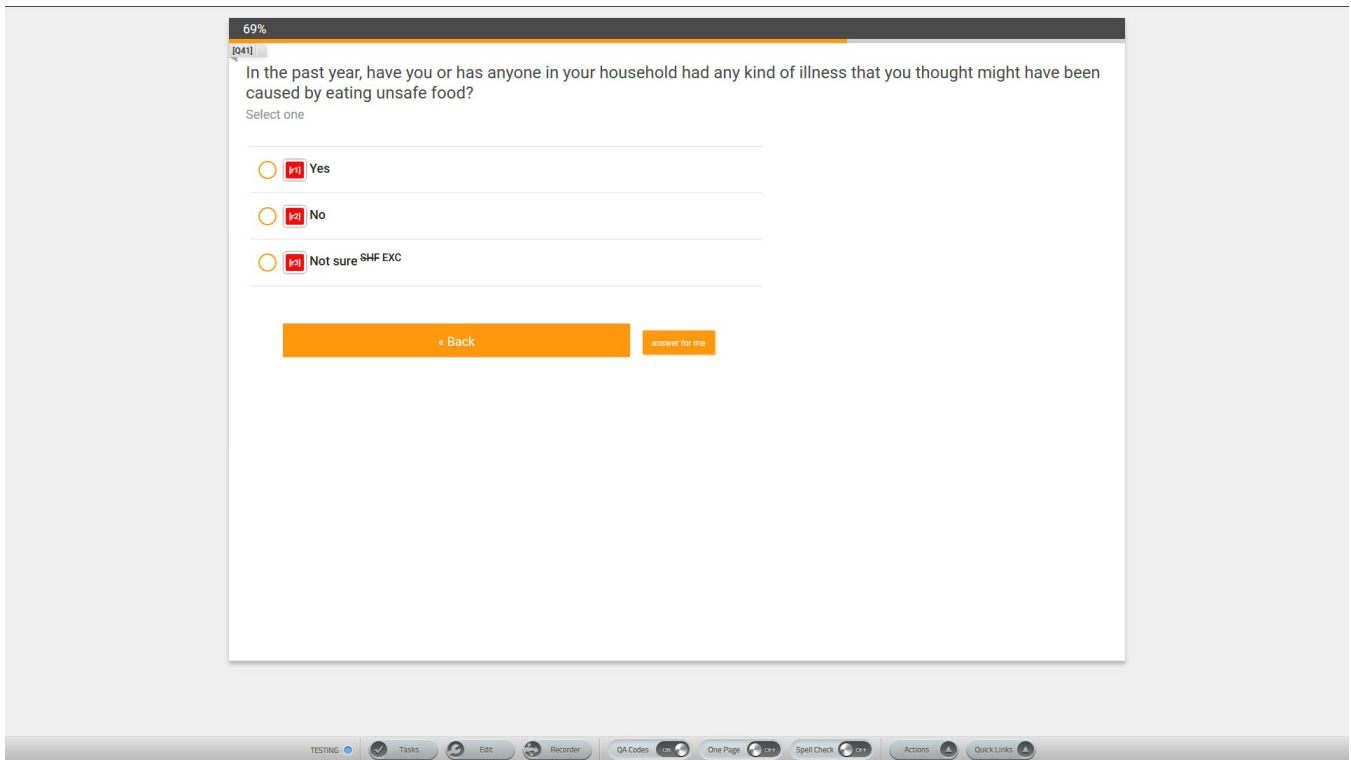 69%
[Q41]
In the past year, have you or has anyone in your household had any kind of illness that you thought might have been
caused by eating unsafe food?
Select one
[r1] Yes
[r2] No
[r3] Not sure SHF EXC
« Back
answer for me
TESTING Tasks Edit Recorder QA Codes ON One Page OFF Spell Check OFF Actions Quick Links